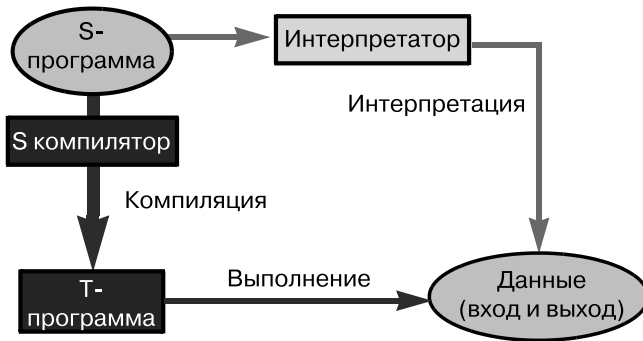 S-
программа
Интерпретатор
Интерпретация
S компилятор
Компиляция
T-
программа
Выполнение
Данные
(вход и выход)